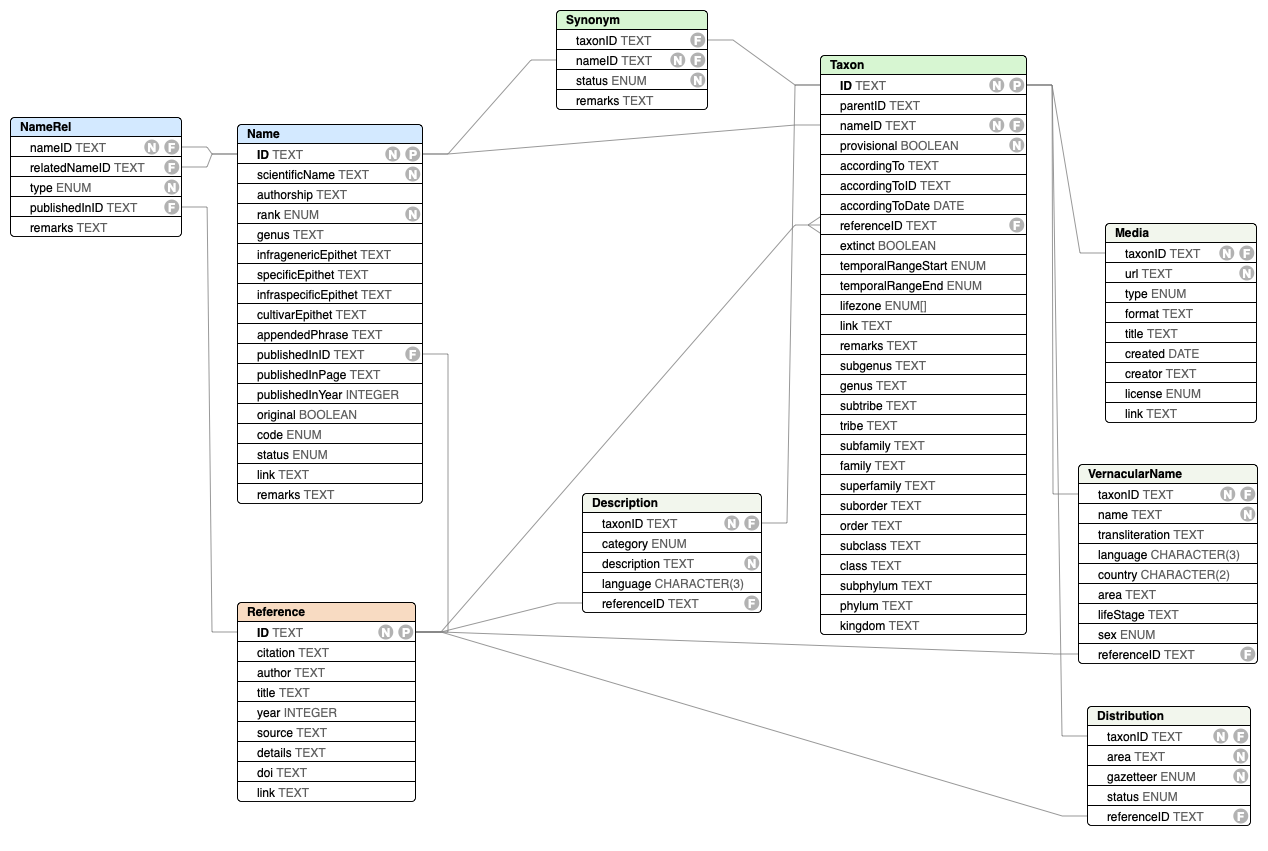 Synonym
taxonID TEXT F
nameID TEXT N F
status ENUM N
remarks TEXT
Taxon
ID TEXT N P
parentID TEXT
nameID TEXT N F
provisional BOOLEAN N
accordingTo TEXT
accordingToID TEXT
accordingToDate DATE
referenceID TEXT F
extinct BOOLEAN
temporalRangeStart ENUM
temporalRangeEnd ENUM
lifezone ENUM[]
link TEXT
remarks TEXT
subgenus TEXT
genus TEXT
subtribe TEXT
tribe TEXT
subfamily TEXT
family TEXT
superfamily TEXT
suborder TEXT
order TEXT
subclass TEXT
class TEXT
subphylum TEXT
phylum TEXT
kingdom TEXT
NameRel
nameID TEXT N F
relatedNameID TEXT F
type ENUM N
publishedInID TEXT F
remarks TEXT
Name
ID TEXT N P
scientificName TEXT N
authorship TEXT
rank ENUM N
genus TEXT
infragenericEpithet TEXT
specificEpithet TEXT
infraspecificEpithet TEXT
cultivarEpithet TEXT
appendedPhrase TEXT
publishedInID TEXT F
publishedInPage TEXT
publishedInYear INTEGER
original BOOLEAN
code ENUM
status ENUM
link TEXT
remarks TEXT
Media
taxonID TEXT N F
url TEXT N
type ENUM
format TEXT
title TEXT
created DATE
creator TEXT
license ENUM
link TEXT
VernacularName
taxonID TEXT N F
name TEXT N
transliteration TEXT
language CHARACTER(3)
country CHARACTER(2)
area TEXT
lifeStage TEXT
sex ENUM
referenceID TEXT F
Description
taxonID TEXT N F
category ENUM
description TEXT N
language CHARACTER(3)
referenceID TEXT F
Reference
ID TEXT N P
citation TEXT
author TEXT
title TEXT
year INTEGER
source TEXT
details TEXT
doi TEXT
link TEXT
Distribution
taxonID TEXT N F
area TEXT N
gazetteer ENUM N
status ENUM
referenceID TEXT F